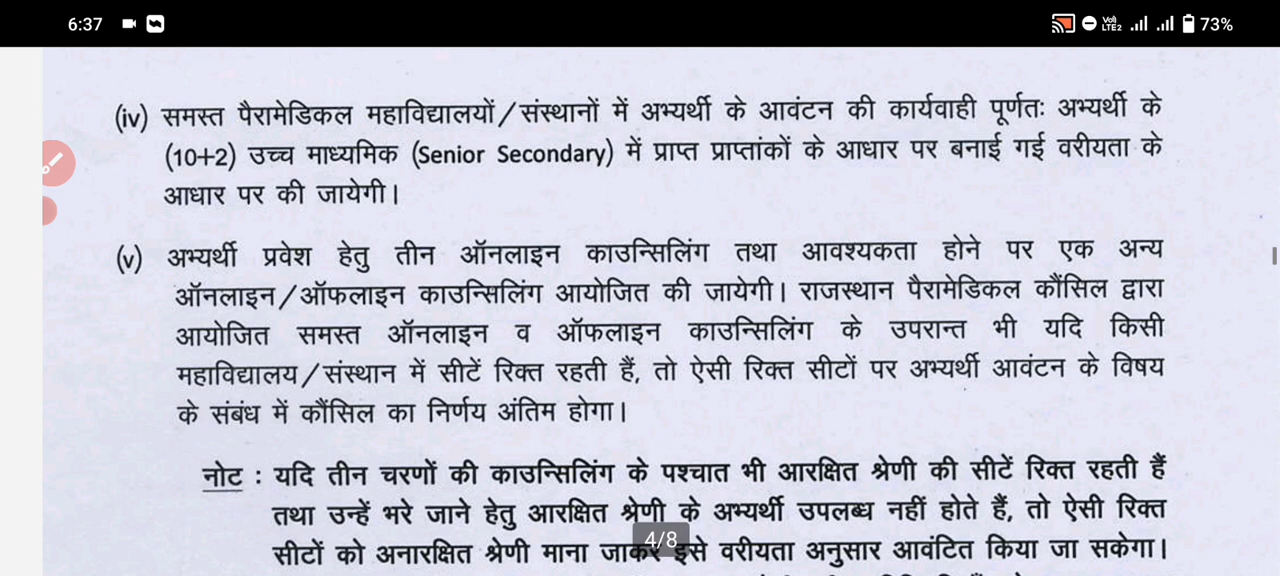 6:37
Vo) LTE2 73%
(iv) समस्त पैरामेडिकल महाविद्यालयों/संस्थानों में अभ्यर्थी के आवंटन की कार्यवाही पूर्णतः अभ्यर्थी के
(10+2) उच्च माध्यमिक (Senior Secondary) में प्राप्त प्राप्तांकों के आधार पर बनाई गई वरीयता के
आधार पर की जायेगी।
(v) अभ्यर्थी प्रवेश हेतु तीन ऑनलाइन काउन्सिलिंग तथा आवश्यकता होने पर एक अन्य
ऑनलाइन/ऑफलाइन काउन्सिलिंग आयोजित की जायेगी। राजस्थान पैरामेडिकल कौंसिल द्वारा
आयोजित समस्त ऑनलाइन व ऑफलाइन काउन्सिलिंग के उपरान्त भी यदि किसी
महाविद्यालय/संस्थान में सीटें रिक्त रहती हैं, तो ऐसी रिक्त सीटों पर अभ्यर्थी आवंटन के विषय
के संबंध में कौंसिल का निर्णय अंतिम होगा।
नोट : यदि तीन चरणों की काउन्सिलिंग के पश्चात भी आरक्षित श्रेणी की सीटें रिक्त रहती हैं
तथा उन्हें भरे जाने हेतु आरक्षित श्रेणी के अभ्यर्थी उपलब्ध नहीं होते हैं, तो ऐसी रिक्त
4/8
सीटों को अनारक्षित श्रेणी माना जाकर इसे वरीयता अनुसार आवंटित किया जा सकेगा।